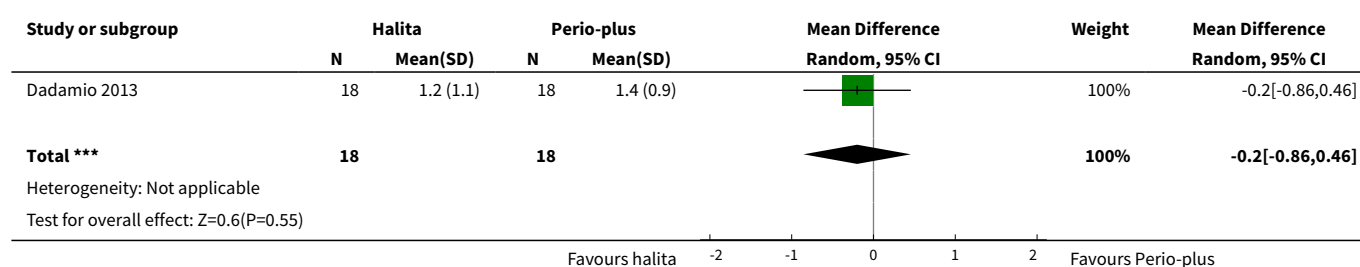 Study or subgroup Halita Perio-plus Mean Difference Weight Mean Difference
N Mean(SD) N Mean(SD) Random, 95% CI Random, 95% CI
Dadamio 2013 18 1.2 (1.1) 18 1.4 (0.9) 100% -0.2[-0.86,0.46]
Total *** 18 18 100% -0.2[-0.86,0.46]
Heterogeneity: Not applicable
Test for overall effect: Z=0.6(P=0.55)
Favours halita -2 -1 0 1 2 Favours Perio-plus